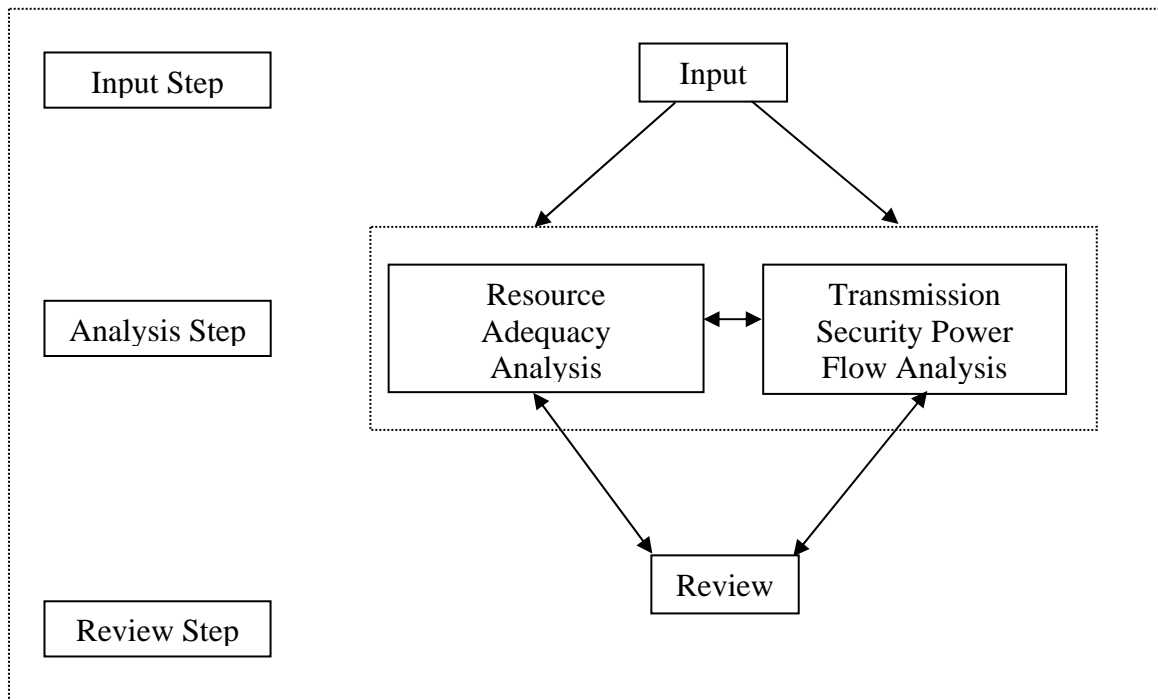 Input Step
Input
Analysis Step
Resource
Adequacy
Analysis
Transmission
Security Power
Flow Analysis
Review
Review Step